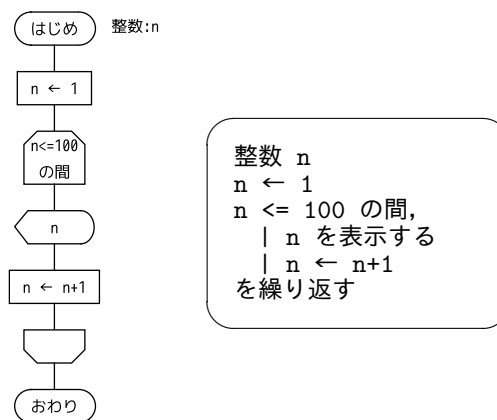 はじめ 整数:n
n ← 1
n<=100
の間
n
n ← n+1
おわり
整数 n
n ← 1
n <= 100 の間,
| n を表示する
| n ← n+1
を繰り返す